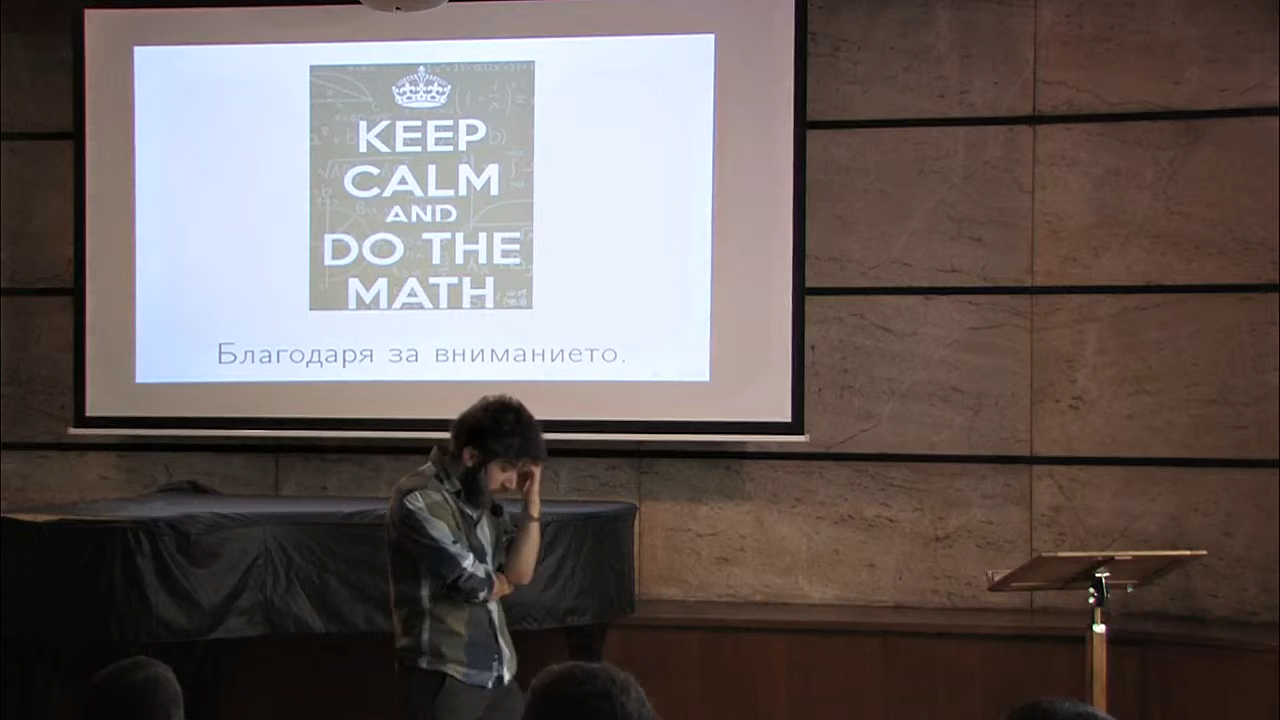 KEEP
CALM
AND
DO THE
MATH
Благодаря за вниманието.